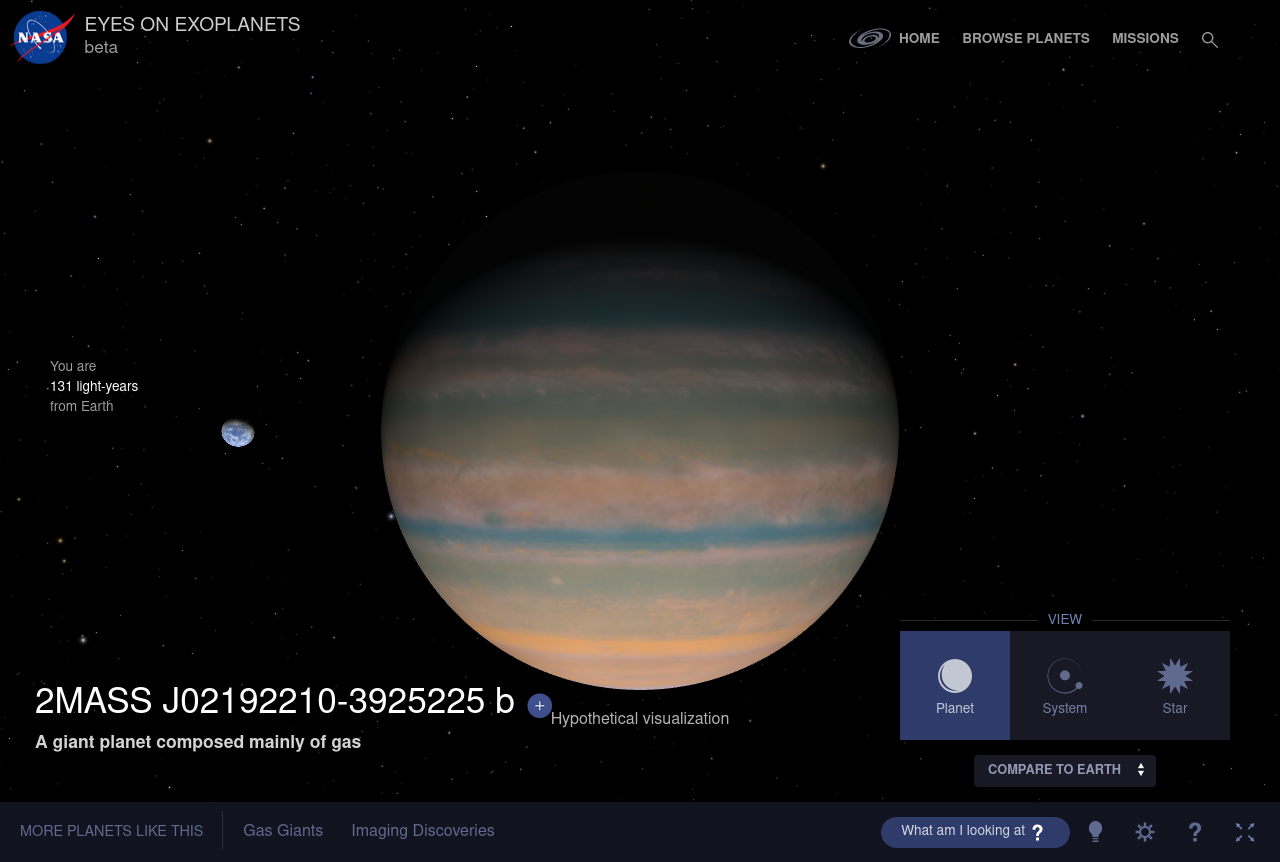 NASA
EYES ON EXOPLANETS
beta
HOME
BROWSE PLANETS
MISSIONS
You are
131 light-years
from Earth
VIEW
Planet
System
Star
2MASS J02192210-3925225 b
+
Hypothetical visualization
A giant planet composed mainly of gas
COMPARE TO EARTH
MORE PLANETS LIKE THIS
Gas Giants
Imaging Discoveries
What am I looking at ?
?